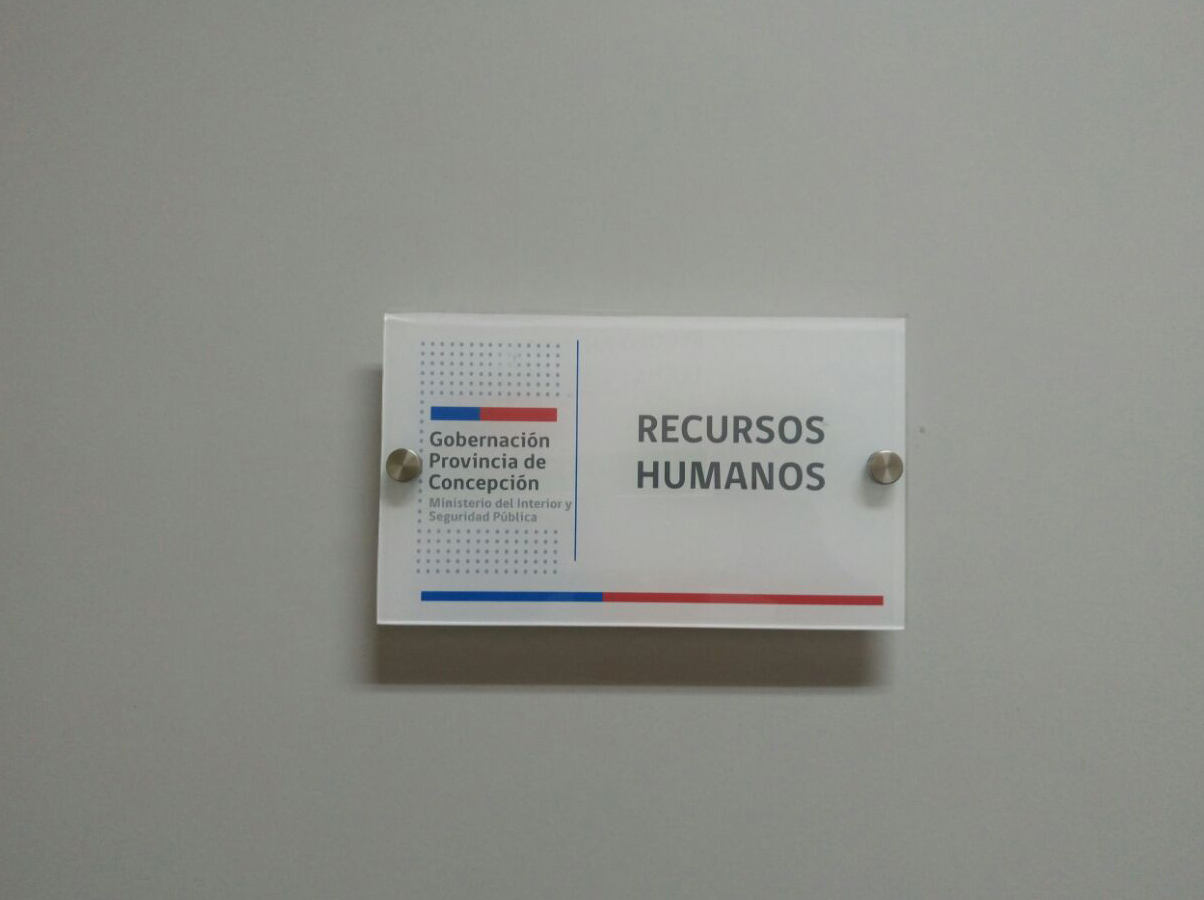 Gobernación
Provincia de
Concepción
Ministerio del Interior y
Seguridad Pública
RECURSOS
HUMANOS